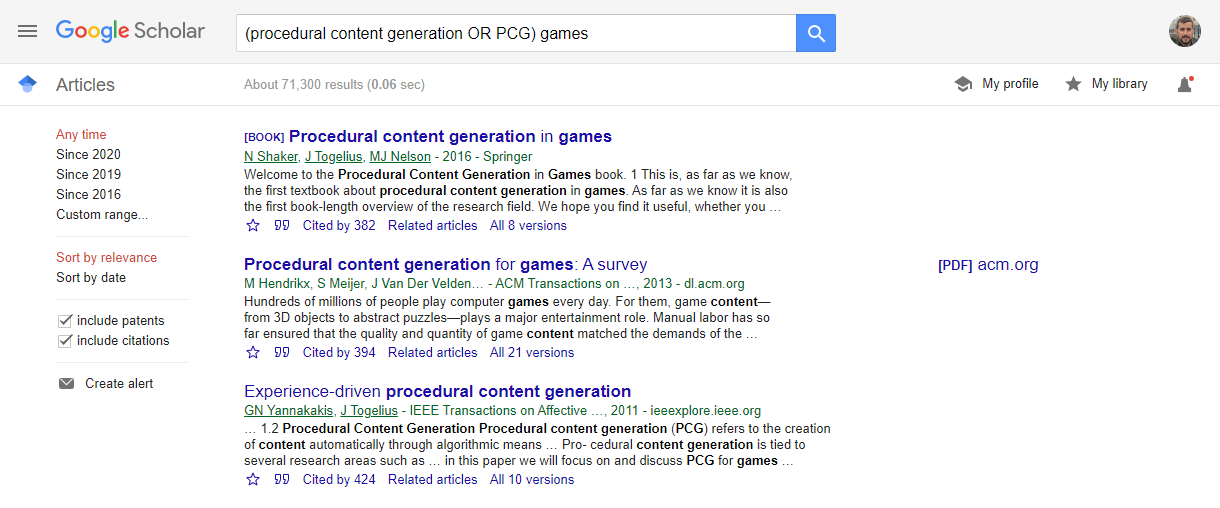 Google Scholar
(procedural content generation OR PCG) games
Articles
About 71,300 results (0.06 sec)
My profile
My library
Any time
Since 2020
Since 2019
Since 2016
Custom range...
Sort by relevance
Sort by date
include patents
include citations
Create alert
[BOOK] Procedural content generation in games
N Shaker, J Togelius, MJ Nelson - 2016 - Springer
Welcome to the Procedural Content Generation in Games book. 1 This is, as far as we know,
the first textbook about procedural content generation in games. As far as we know it is also
the first book-length overview of the research field. We hope you find it useful, whether you …
Cited by 382 Related articles All 8 versions
Procedural content generation for games: A survey
[PDF] acm.org
M Hendrikx, S Meijer, J Van Der Velden… - ACM Transactions on …, 2013 - dl.acm.org
Hundreds of millions of people play computer games every day. For them, game content—
from 3D objects to abstract puzzles—plays a major entertainment role. Manual labor has so
far ensured that the quality and quantity of game content matched the demands of the …
Cited by 394 Related articles All 21 versions
Experience-driven procedural content generation
GN Yannakakis, J Togelius - IEEE Transactions on Affective …, 2011 - ieeexplore.ieee.org
… 1.2 Procedural Content Generation Procedural content generation (PCG) refers to the creation
of content automatically through algorithmic means … Pro- cedural content generation is tied to
several research areas such as … in this paper we will focus on and discuss PCG for games …
Cited by 424 Related articles All 10 versions